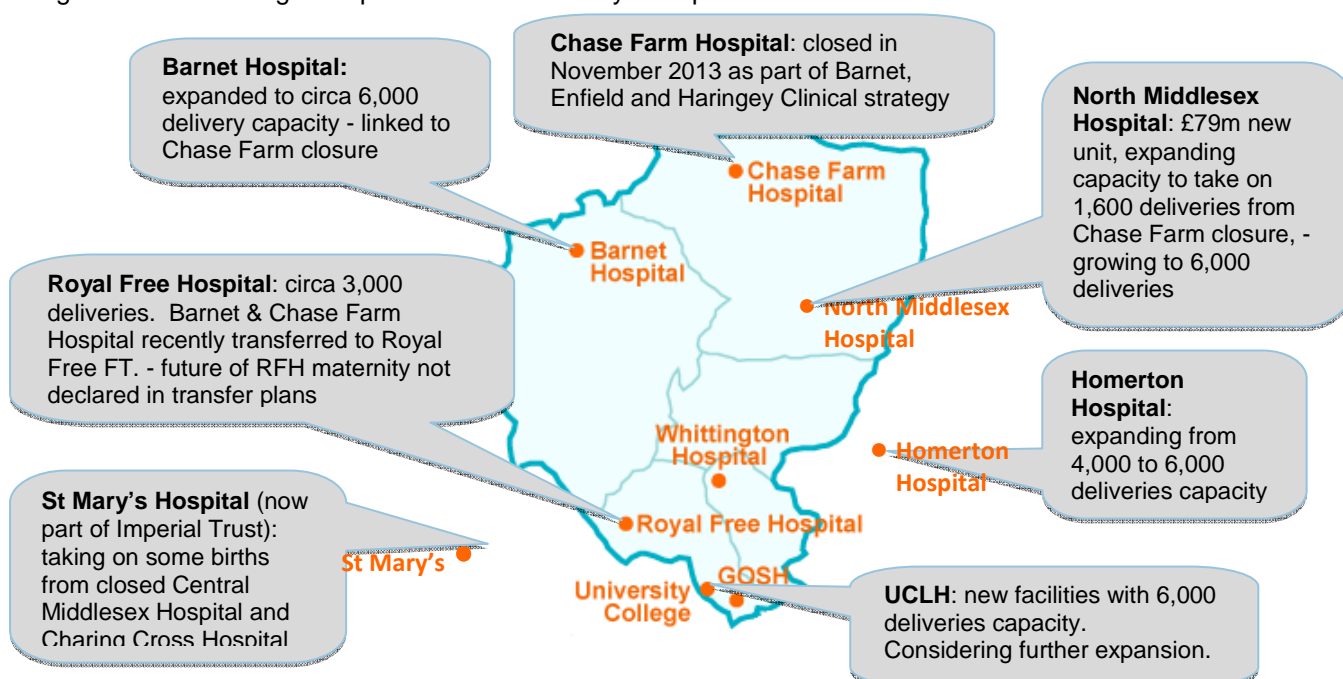 Barnet Hospital:
expanded to circa 6,000
delivery capacity - linked to
Chase Farm closure
Chase Farm Hospital: closed in
November 2013 as part of Barnet,
Enfield and Haringey Clinical strategy
North Middlesex
Hospital: £79m new
unit, expanding
capacity to take on
1,600 deliveries from
Chase Farm closure, -
growing to 6,000
deliveries
Chase Farm
Hospital
Barnet
Hospital
Royal Free Hospital: circa 3,000
deliveries. Barnet & Chase Farm
Hospital recently transferred to Royal
Free FT. - future of RFH maternity not
declared in transfer plans
North Middlesex
Hospital
Homerton
Hospital:
expanding from
4,000 to 6,000
deliveries capacity
Whittington
Hospital
Homerton
Hospital
St Mary's Hospital (now
part of Imperial Trust):
taking on some births
from closed Central
Middlesex Hospital and
Charing Cross Hospital
Royal Free Hospital
St Mary's
GOSH
University
College
UCLH: new facilities with 6,000
deliveries capacity.
Considering further expansion.